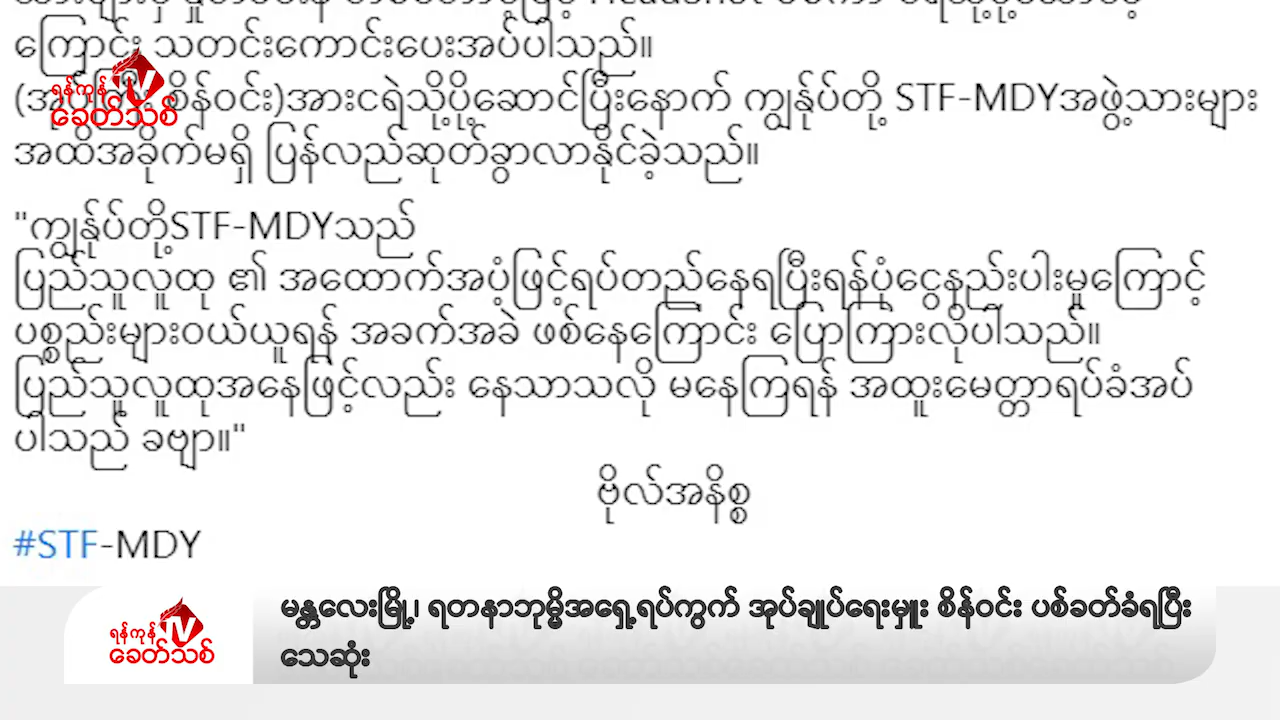 ကြောင်း သတင်းကောင်းပေးအပ်ပါသည်။
စိန်ဝင်း)အားငရဲသို့ပို့ဆောင်ပြီးနောက် ကျွန်ုပ်တို့ STF-MDYအဖွဲ့သားများ
အထိအခိုက်မရှိ ပြန်လည်ဆုတ်ခွာလာနိုင်ခဲ့သည်။
"ကျွန်ုပ်တို့STF-MDYသည်
ပြည်သူလူထု ၏ အထောက်အပံ့ဖြင့်ရပ်တည်နေရပြီးရန်ပုံငွေနည်းပါးမှုကြောင့်
ပစ္စည်းများဝယ်ယူရန် အခက်အခဲ ဖစ်နေကြောင်း ပြောကြားလိုပါသည်။
ပြည်သူလူထုအနေဖြင့်လည်း နေသာသလို မနေကြရန် အထူးမေတ္တာရပ်ခံအပ်
ပါသည် ခဗျာ။"
ဗိုလ်အနိစ္စ
#STF-MDY
ရန်ကုန် TV
ခေတ်သစ်
ရန်ကုန် TV
ခေတ်သစ်
မန္တလေးမြို့၊ ရတနာဘုမ္မိအရှေ့ရပ်ကွက် အုပ်ချုပ်ရေးမှူး စိန်ဝင်း ပစ်ခတ်ခံရပြီး
သေဆုံး